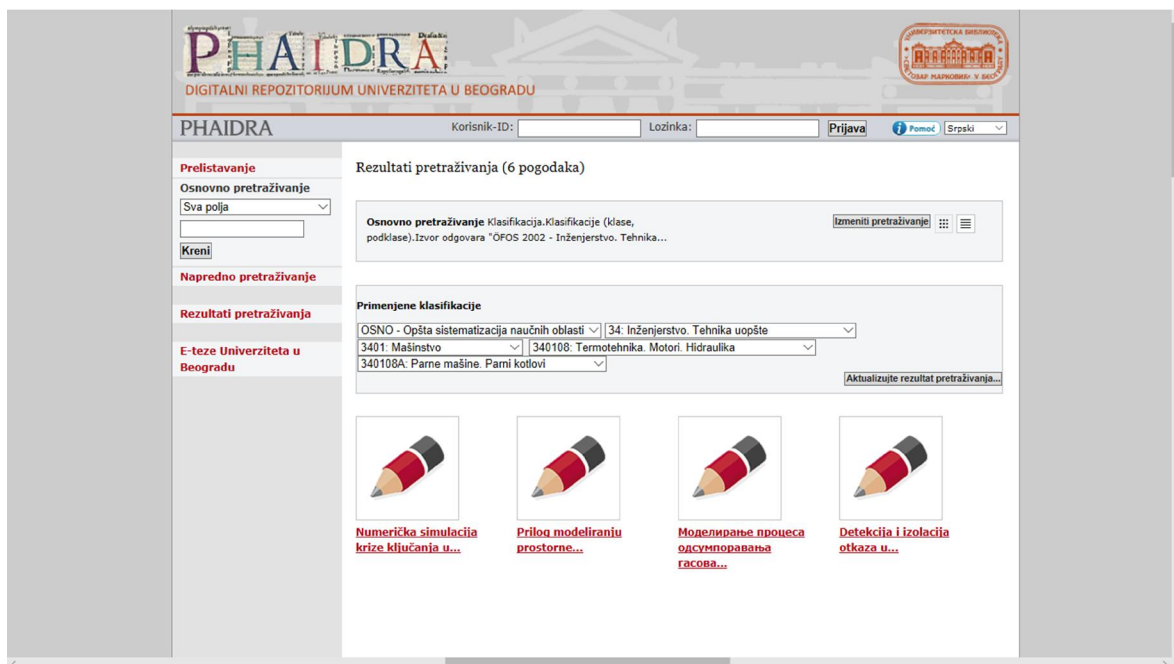 PHAIDRA
DIGITALNI REPOZITORIJUM UNIVERZITETA U BEOGRADU
PHAIDRA
Korisnik-ID:
Lozinka:
Prijava
Pomoć
Srpski
Prelistavanje
Osnovno pretraživanje
Sva polja
Kreni
Napredno pretraživanje
Rezultati pretraživanja
E-teze Univerziteta u
Beogradu
Rezultati pretraživanja (6 pogodaka)
Osnovno pretraživanje Klasifikacija.Klasifikacije (klase,
podklase).Izvor odgovara "ÖFOS 2002 - Inženjerstvo. Tehnika...
Izmeniti pretraživanje
Primenjene klasifikacije
OSNO - Opšta sistematizacija naučnih oblasti
34: Inženjerstvo. Tehnika uopšte
3401: Mašinstvo
340108: Termotehnika. Motori. Hidraulika
340108A: Parne mašine. Parni kotlovi
Aktualizujte rezultat pretraživanja...
Numerička simulacija
krize ključanja u...
Prilog modeliranju
prostorne...
Моделирање процеса
одсумпоравања
гасова...
Detekcija i izolacija
otkaza u...